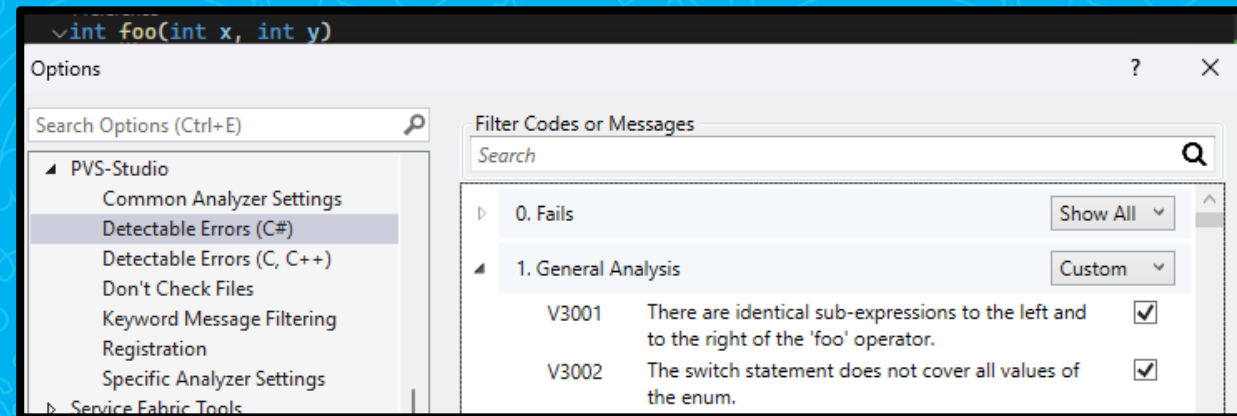 int foo(int x, int y)
Options
?
Search Options (Ctrl+E)
PVS-Studio
Common Analyzer Settings
Detectable Errors (C#)
Detectable Errors (C, C++)
Don't Check Files
Keyword Message Filtering
Registration
Specific Analyzer Settings
Service Fabric Tools
Filter Codes or Messages
Search
0. Fails
Show All
1. General Analysis
Custom
V3001
There are identical sub-expressions to the left and
to the right of the 'foo' operator.
V3002
The switch statement does not cover all values of
the enum.